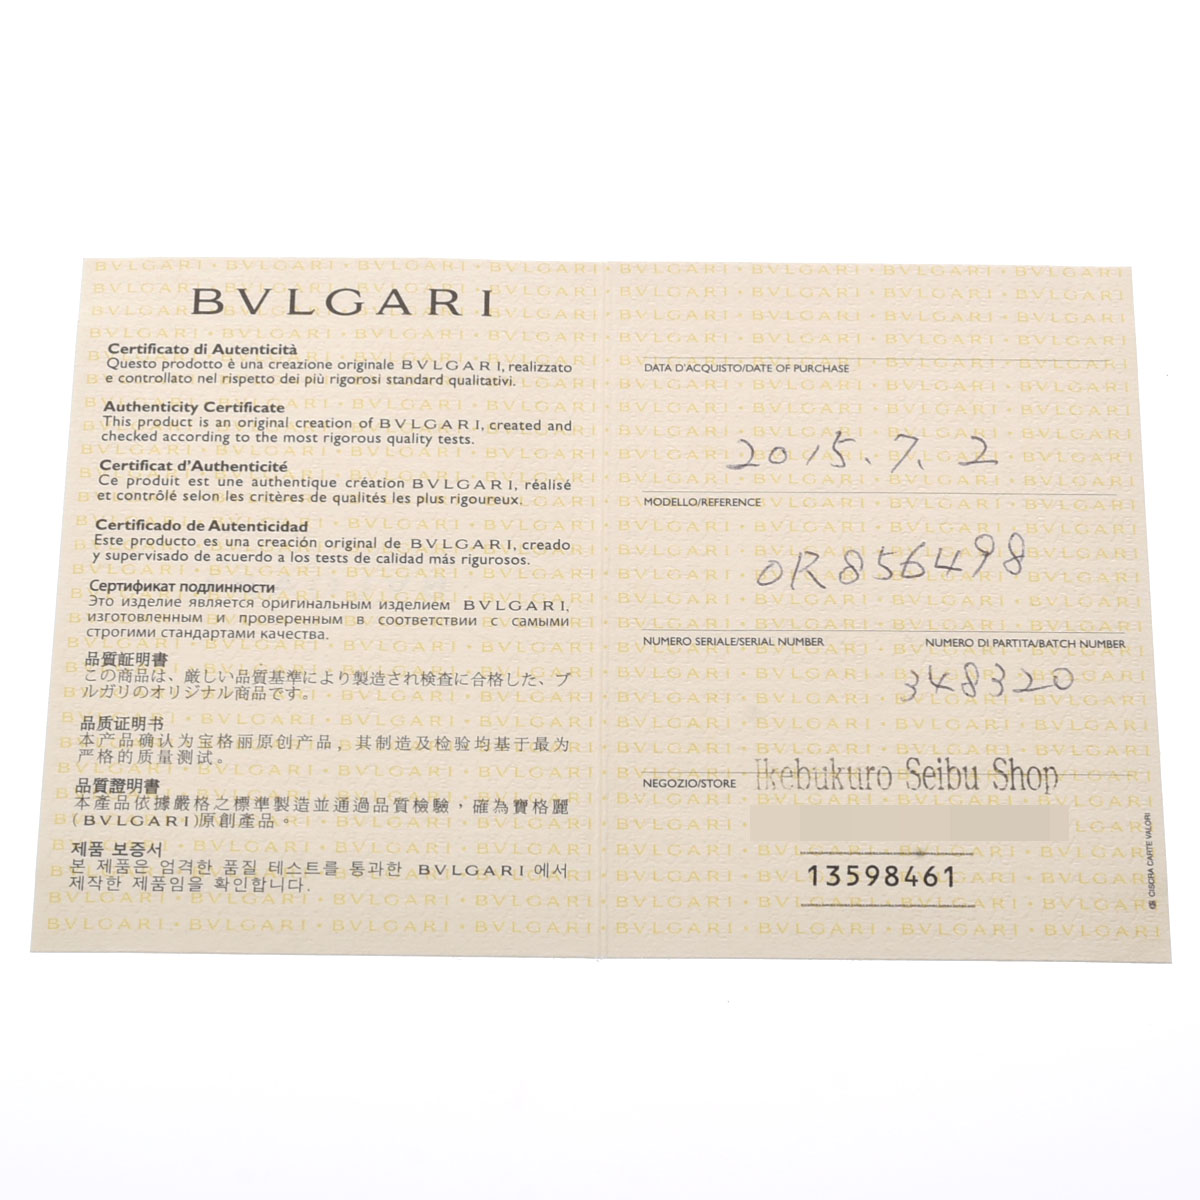 BVLGARI
Certificato di Autenticità
Questo prodotto è una creazione originale BVLGARI, realizzato
e controllato nel rispetto dei più rigorosi standard qualitativi.
Authenticity Certificate
This product is an original creation of BVLGARI, created and
checked according to the most rigorous quality tests.
Certificat d'Authenticité
Ce produit est une authentique création BVLGARI, réalisé
et contrôlé selon les critères de qualités les plus rigoureux.
Certificado de Autenticidad
Este producto es una creación original de BVLGARI, creado
y supervisado de acuerdo a los tests de calidad más rigurosos.
Сертификат подлинности
Это изделие является оригинальным изделием BVLGARI,
изготовленным и проверенным в соответствии с самыми
строгими стандартами качества.
品質証明書
この商品は、厳しい品質基準により製造され検査に合格した、ブ
ルガリのオリジナル商品です。
品质证明书
本产品确认为宝格丽原创产品，其制造及检验均基于最为
严格的质量测试。
品質證明書
本產品依據嚴格之標準製造並通過品質檢驗，確為寶格麗
(BVLGARI)原創產品。
제품 보증서
본 제품은 엄격한 품질 테스트를 통과한 BVLGARI 에서
제작한 제품임을 확인합니다.
DATA D'ACQUISTO/DATE OF PURCHASE
2015.7.2
MODELLO/REFERENCE
OR856498
NUMERO SERIALE/SERIAL NUMBER NUMERO DI PARTITA/BATCH NUMBER
348320
NEGOZIO/STORE Ikebukuro Seibu Shop
13598461
CISCRA CARTE VALORI